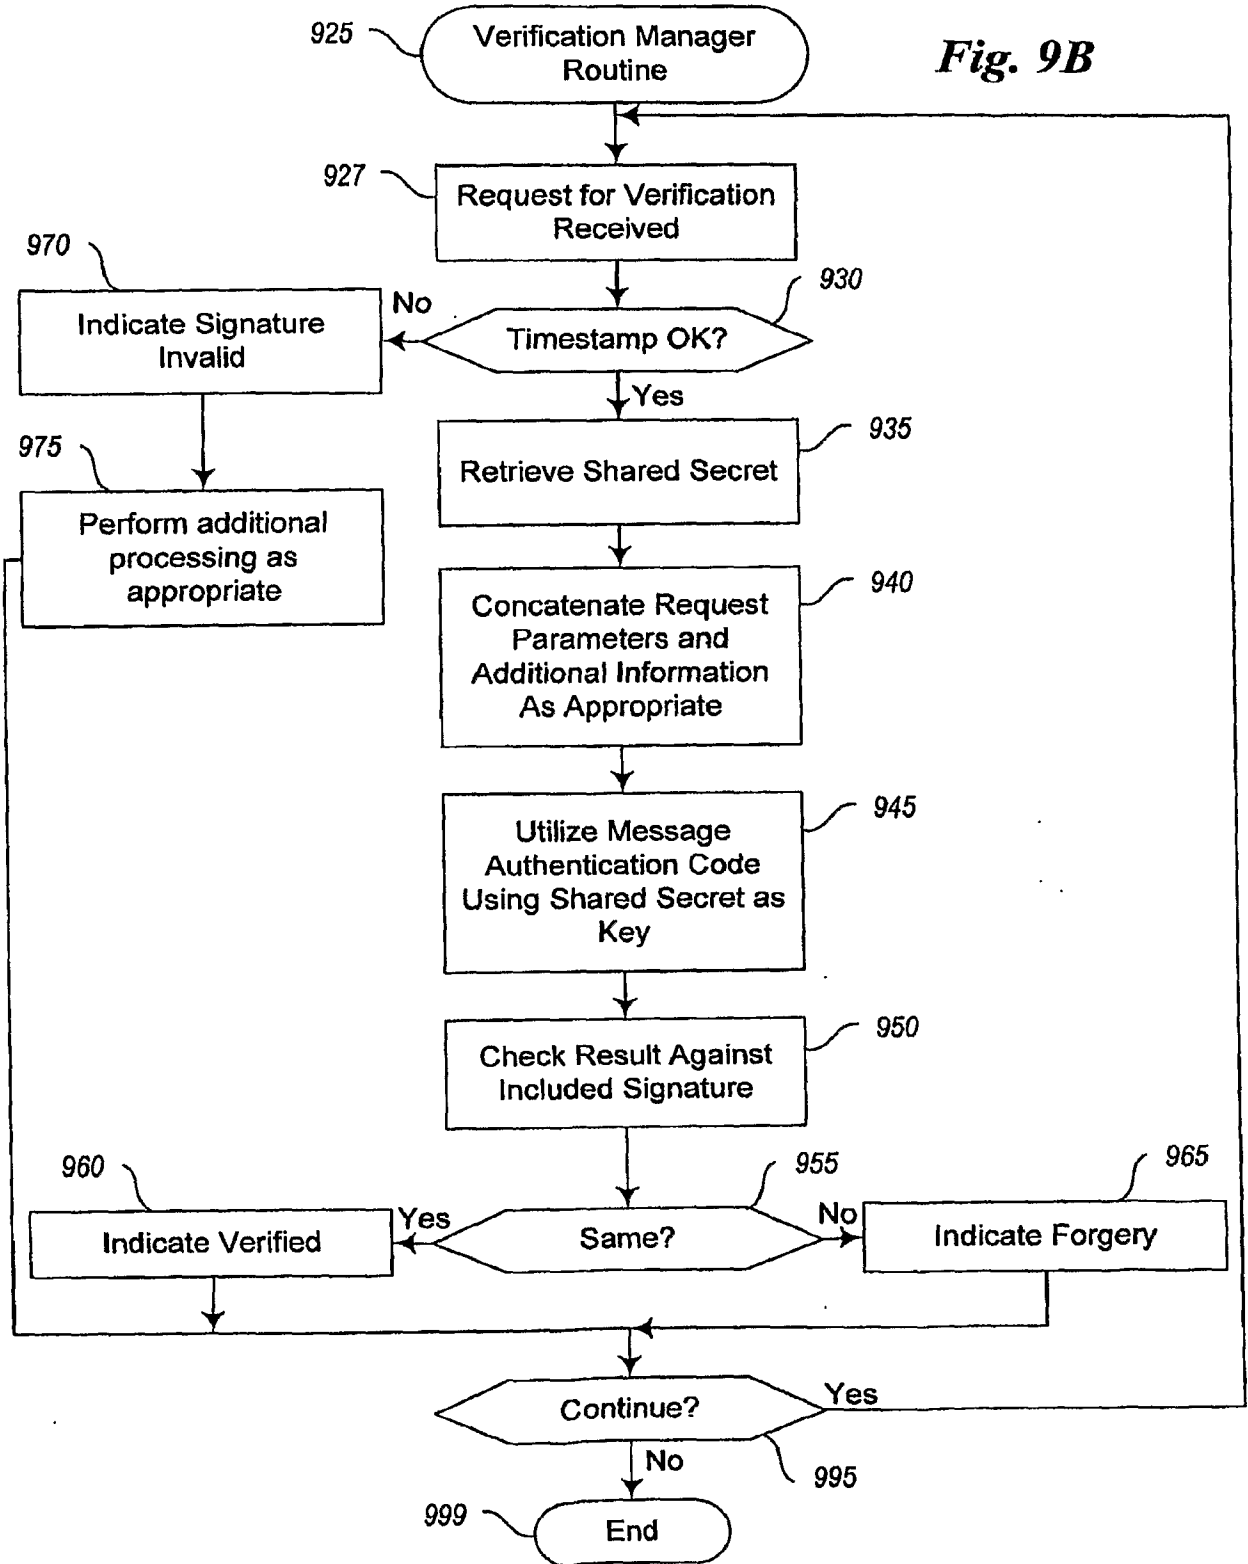 925
Verification Manager
Routine
Fig. 9B
927
Request for Verification
Received
970
Indicate Signature
Invalid
No
930
Timestamp OK?
Yes
975
Perform additional
processing as
appropriate
935
Retrieve Shared Secret
940
Concatenate Request
Parameters and
Additional Information
As Appropriate
945
Utilize Message
Authentication Code
Using Shared Secret as
Key
950
Check Result Against
Included Signature
960
Indicate Verified
Yes
955
Same?
No
965
Indicate Forgery
Continue?
Yes
995
No
999
End